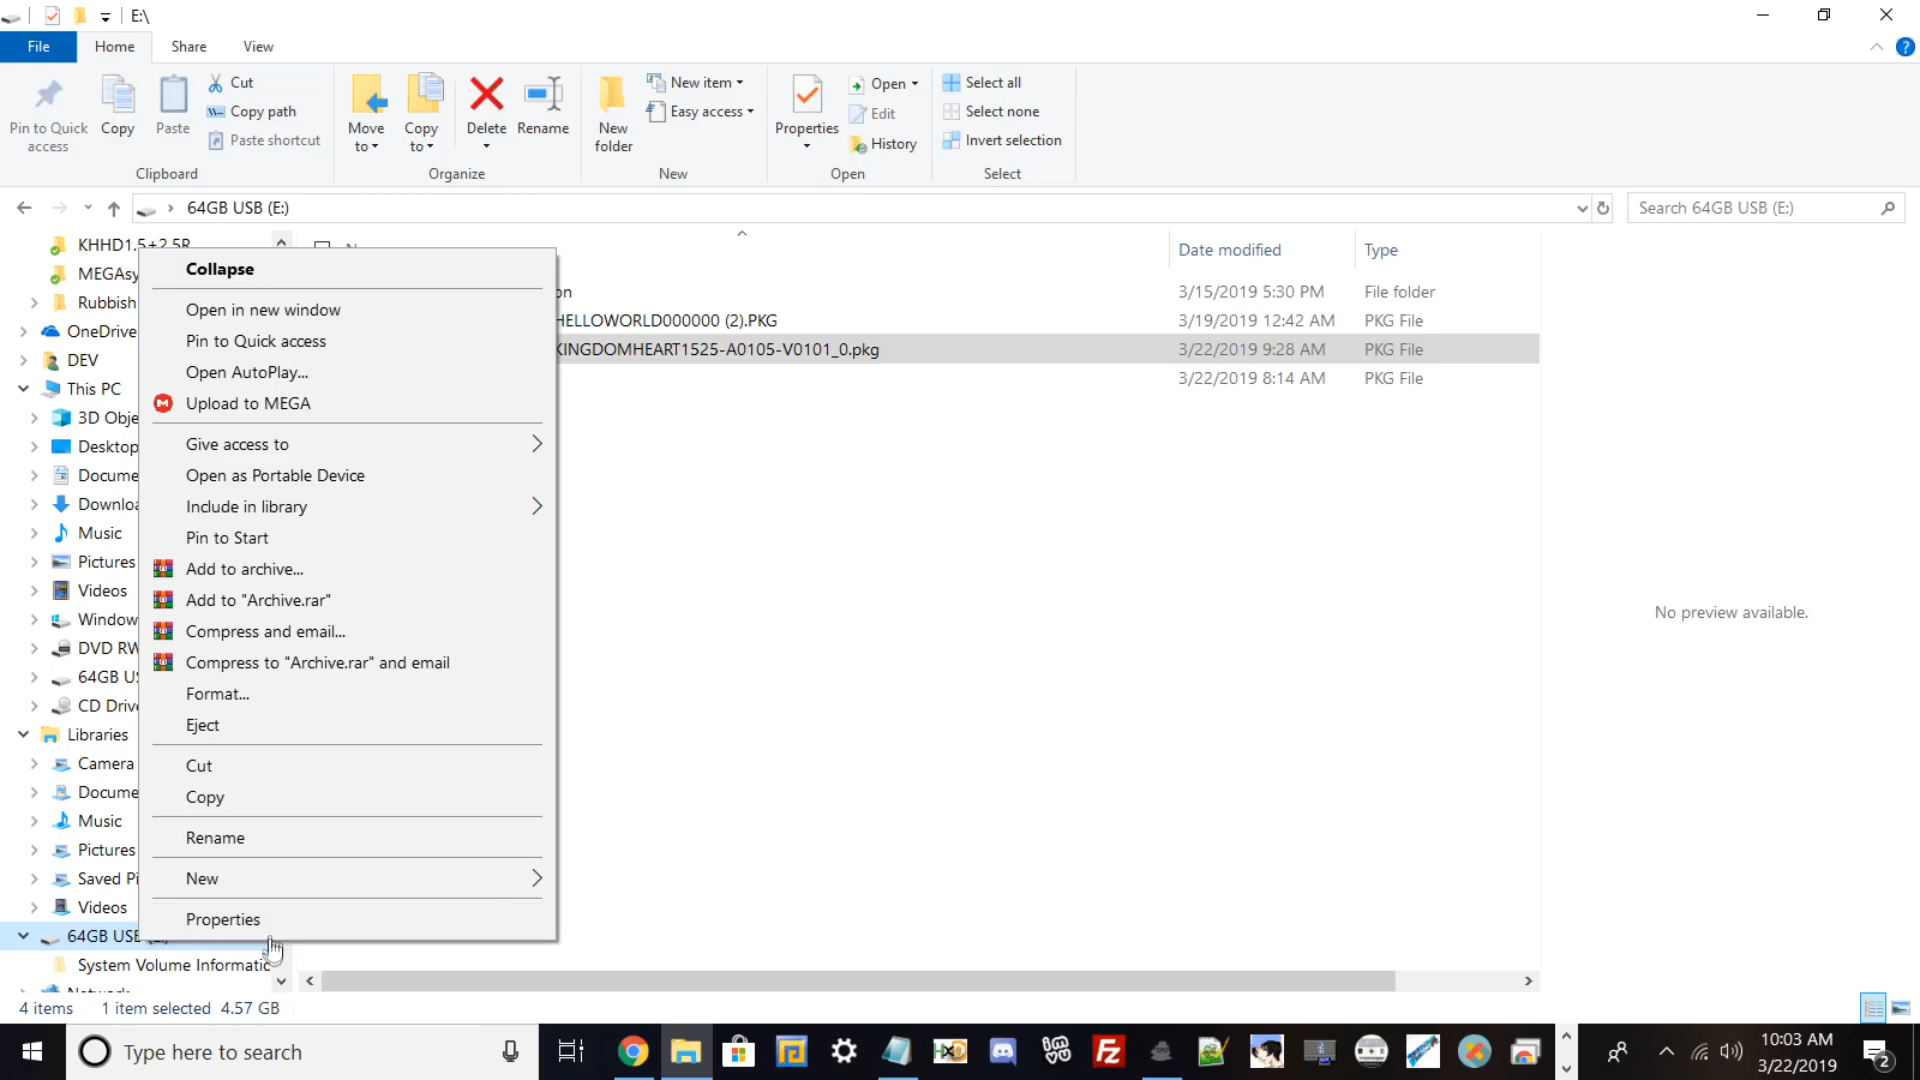 E:\
File Home Share View
Pin to Quick access
Copy
Paste
Cut
Copy path
Paste shortcut
Clipboard
Move to
Copy to
Delete
Rename
Organize
New folder
New item
Easy access
New
Properties
Open
Edit
History
Open
Select all
Select none
Invert selection
Select
64GB USB (E:)
Search 64GB USB (E:)
KHHD1.5+2.5R
MEGAsy
Rubbish
OneDrive
DEV
This PC
3D Obje
Desktop
Docume
Downloa
Music
Pictures
Videos
Window
DVD RW
64GB US
CD Drive
Libraries
Camera
Docume
Music
Pictures
Saved Pi
Videos
64GB USB
System Volume Informatic
Collapse
Open in new window
Pin to Quick access
Open AutoPlay...
Upload to MEGA
Give access to
Open as Portable Device
Include in library
Pin to Start
Add to archive...
Add to "Archive.rar"
Compress and email...
Compress to "Archive.rar" and email
Format...
Eject
Cut
Copy
Rename
New
Properties
Date modified Type
on 3/15/2019 5:30 PM File folder
HELLOWORLD000000 (2).PKG 3/19/2019 12:42 AM PKG File
KINGDOMHEART1525-A0105-V0101_0.pkg 3/22/2019 9:28 AM PKG File
3/22/2019 8:14 AM PKG File
No preview available.
4 items 1 item selected 4.57 GB
Type here to search
10:03 AM
3/22/2019
2